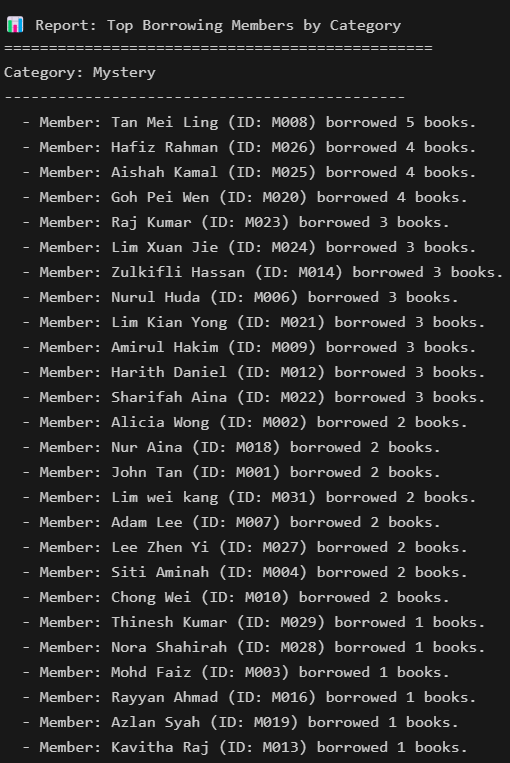 📊 Report: Top Borrowing Members by Category
================================================
Category: Mystery
---------------------------------------------
- Member: Tan Mei Ling (ID: M008) borrowed 5 books.
- Member: Hafiz Rahman (ID: M026) borrowed 4 books.
- Member: Aishah Kamal (ID: M025) borrowed 4 books.
- Member: Goh Pei Wen (ID: M020) borrowed 4 books.
- Member: Raj Kumar (ID: M023) borrowed 3 books.
- Member: Lim Xuan Jie (ID: M024) borrowed 3 books.
- Member: Zulkifli Hassan (ID: M014) borrowed 3 books.
- Member: Nurul Huda (ID: M006) borrowed 3 books.
- Member: Lim Kian Yong (ID: M021) borrowed 3 books.
- Member: Amirul Hakim (ID: M009) borrowed 3 books.
- Member: Harith Daniel (ID: M012) borrowed 3 books.
- Member: Sharifah Aina (ID: M022) borrowed 3 books.
- Member: Alicia Wong (ID: M002) borrowed 2 books.
- Member: Nur Aina (ID: M018) borrowed 2 books.
- Member: John Tan (ID: M001) borrowed 2 books.
- Member: Lim wei kang (ID: M031) borrowed 2 books.
- Member: Adam Lee (ID: M007) borrowed 2 books.
- Member: Lee Zhen Yi (ID: M027) borrowed 2 books.
- Member: Siti Aminah (ID: M004) borrowed 2 books.
- Member: Chong Wei (ID: M010) borrowed 2 books.
- Member: Thinesh Kumar (ID: M029) borrowed 1 books.
- Member: Nora Shahirah (ID: M028) borrowed 1 books.
- Member: Mohd Faiz (ID: M003) borrowed 1 books.
- Member: Rayyan Ahmad (ID: M016) borrowed 1 books.
- Member: Azlan Syah (ID: M019) borrowed 1 books.
- Member: Kavitha Raj (ID: M013) borrowed 1 books.